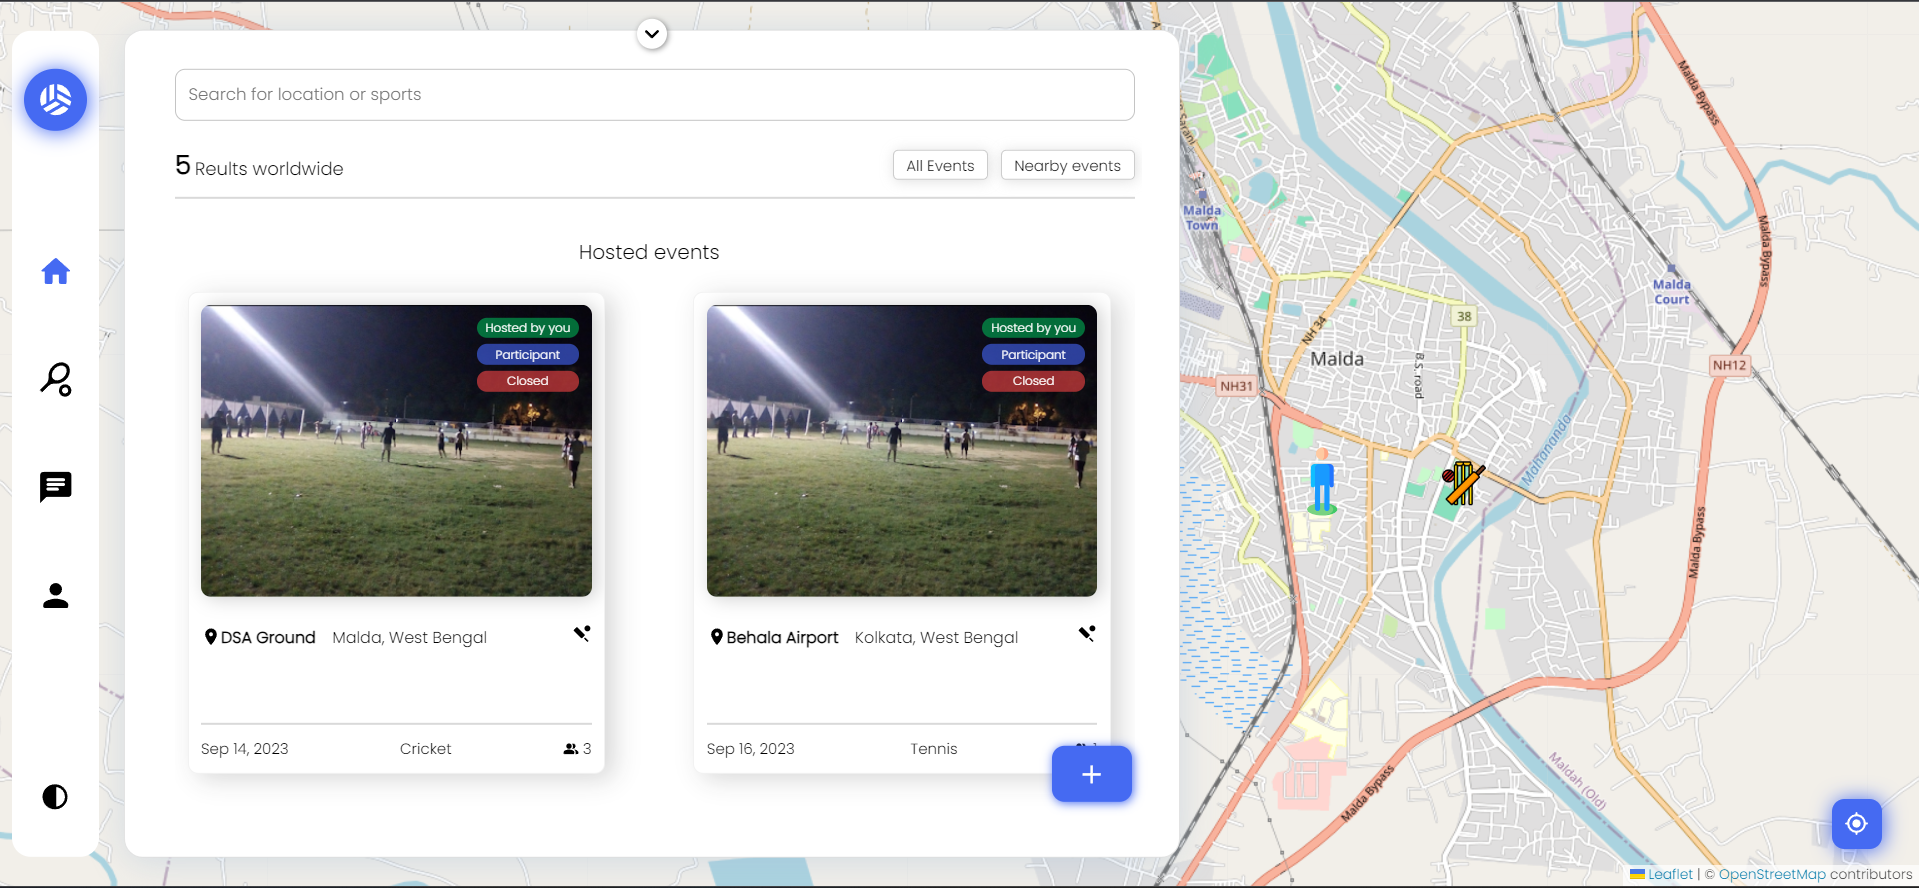 Search for location or sports
5 Reults worldwide
All Events
Nearby events
Hosted events
Hosted by you
Participant
Closed
DSA Ground Malda, West Bengal
Sep 14, 2023 Cricket 3
Hosted by you
Participant
Closed
Behala Airport Kolkata, West Bengal
Sep 16, 2023 Tennis
Malda
Town
Malda Bypass
Malda Bypass
Malda
Court
38
NH 34
Malda
B.S. road
NH12
NH31
Mahananda
Malda Bypass
Malda Bypass
Maldah (Old)
Leaflet | © OpenStreetMap contributors